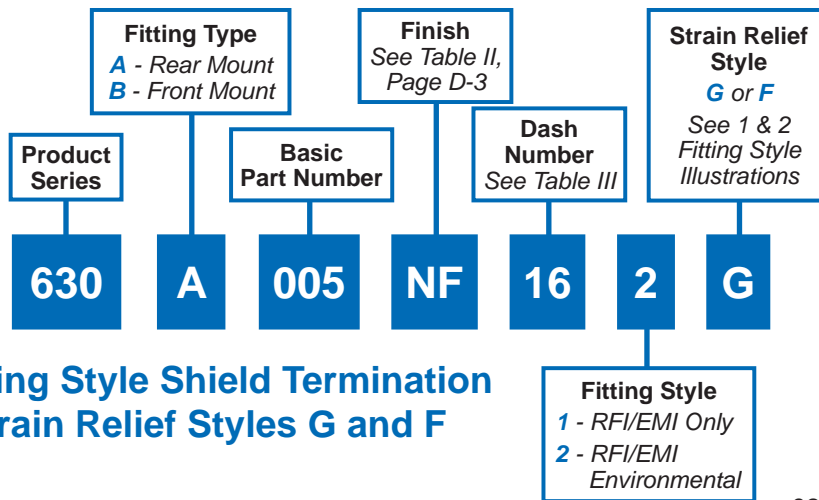 Fitting Type
A - Rear Mount
B - Front Mount
Finish
See Table II,
Page D-3
Strain Relief
Style
G or F
See 1 & 2
Fitting Style
Illustrations
Product
Series
Basic
Part Number
Dash
Number
See Table III
630 A 005 NF 16 2 G
ing Style Shield Termination
rain Relief Styles G and F
Fitting Style
1 - RFI/EMI Only
2 - RFI/EMI
Environmental